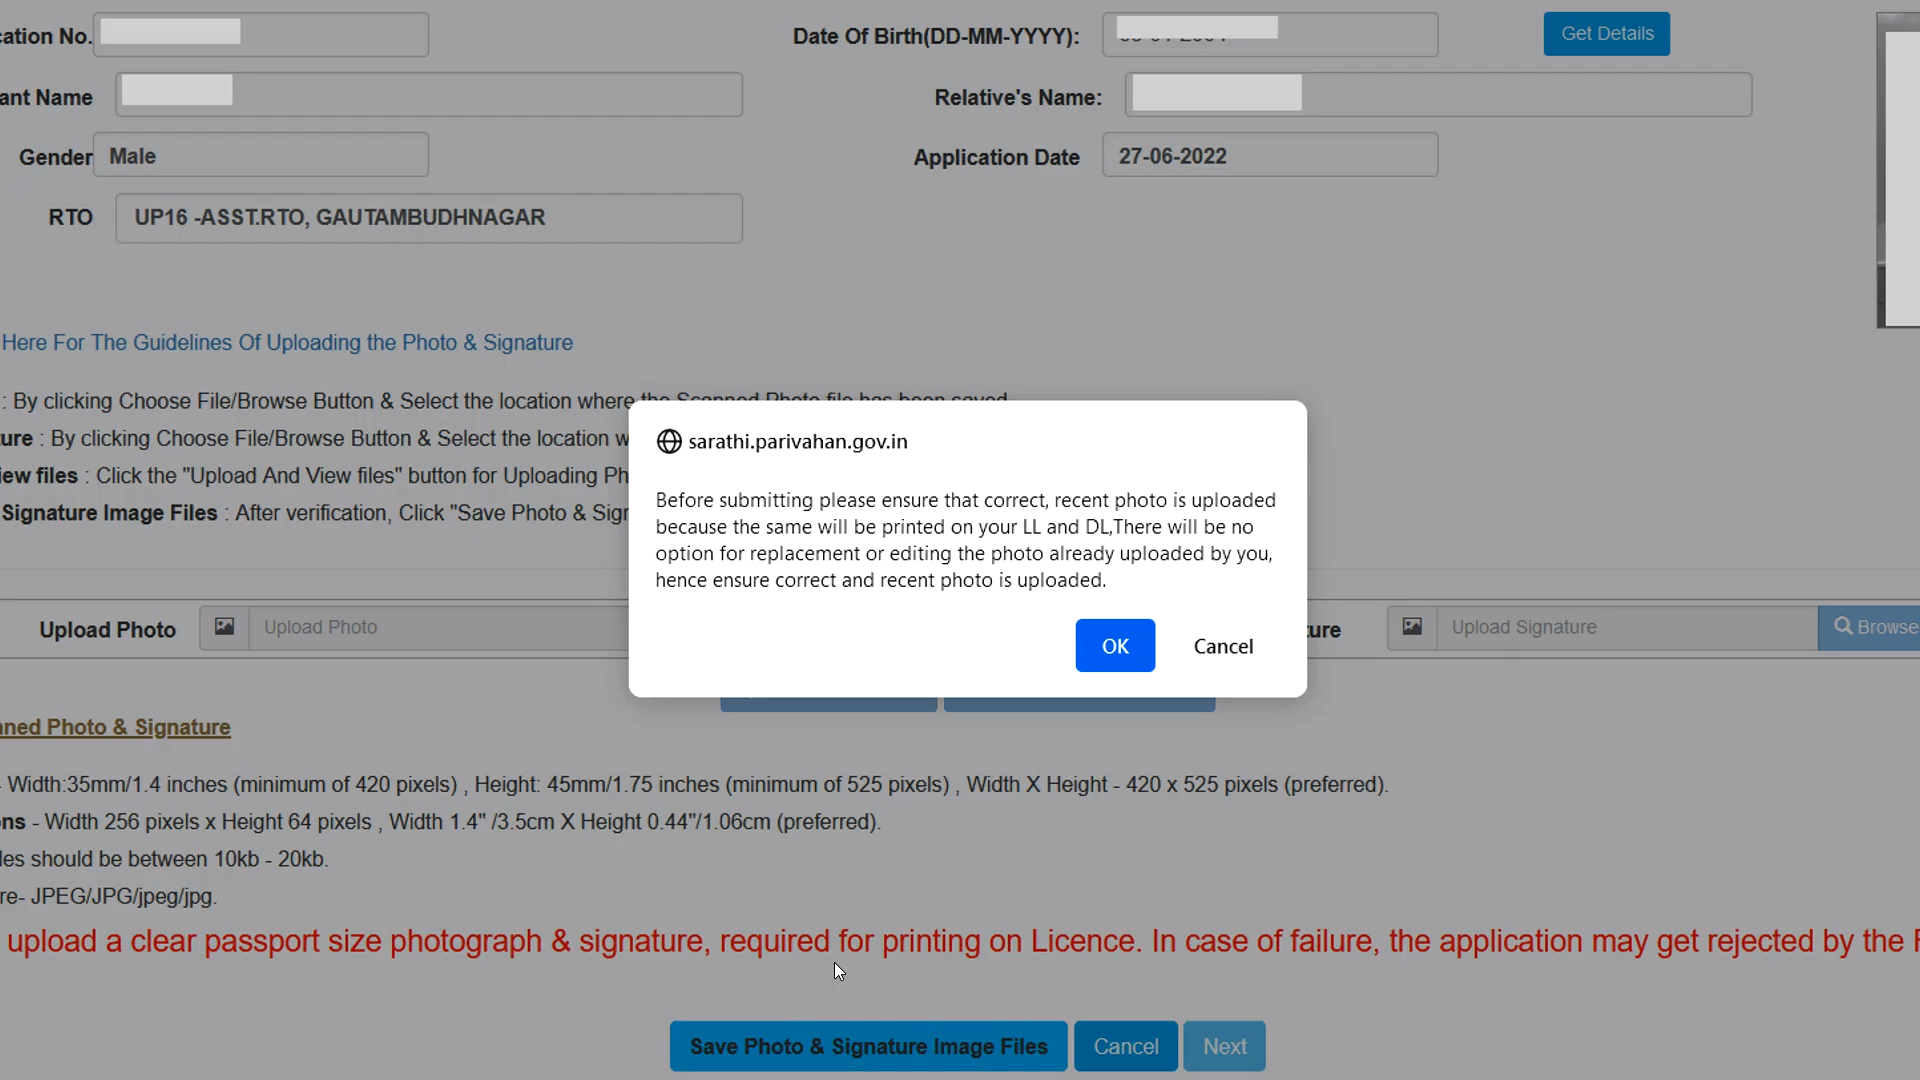 cation No.
Date Of Birth(DD-MM-YYYY):
Get Details
ant Name
Relative's Name:
Gender
Male
Application Date
27-06-2022
RTO
UP16 -ASST.RTO, GAUTAMBUDHNAGAR
Here For The Guidelines Of Uploading the Photo & Signature
: By clicking Choose File/Browse Button & Select the location where the Scanned Photo file has been saved
ure : By clicking Choose File/Browse Button & Select the location w
iew files : Click the "Upload And View files" button for Uploading Ph
Signature Image Files : After verification, Click "Save Photo & Sign
sarathi.parivahan.gov.in
Before submitting please ensure that correct, recent photo is uploaded
because the same will be printed on your LL and DL,There will be no
option for replacement or editing the photo already uploaded by you,
hence ensure correct and recent photo is uploaded.
OK
Cancel
Upload Photo
Upload Photo
ture
Upload Signature
Browse
nned Photo & Signature
- Width:35mm/1.4 inches (minimum of 420 pixels) , Height: 45mm/1.75 inches (minimum of 525 pixels) , Width X Height - 420 x 525 pixels (preferred).
ons - Width 256 pixels x Height 64 pixels , Width 1.4" /3.5cm X Height 0.44"/1.06cm (preferred).
les should be between 10kb - 20kb.
re- JPEG/JPG/jpeg/jpg.
upload a clear passport size photograph & signature, required for printing on Licence. In case of failure, the application may get rejected by the
Save Photo & Signature Image Files
Cancel
Next